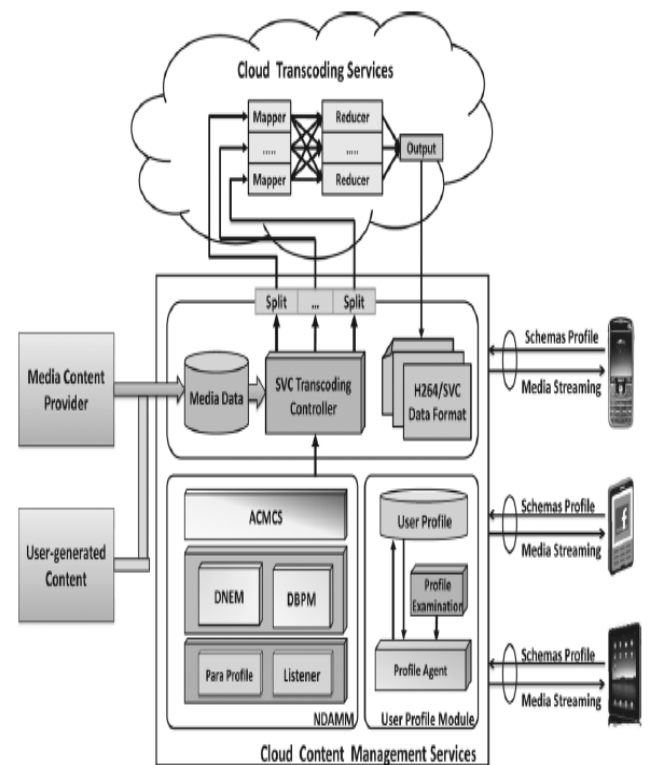 Cloud Transcoding Services
Mapper
Reducer
.....
.....
Output
Mapper
Reducer
Split
...
Split
Schemas Profile
Media Streaming
Media Content
Provider
Media Data
SVC Transcoding
Controller
H264/SVC
Data Format
User-generated
Content
ACMCS
DNEM
DBPM
Para Profile
Listener
NDAMM
User Profile
Profile
Examination
Profile Agent
User Profile Module
Schemas Profile
Media Streaming
Schemas Profile
Media Streaming
Cloud Content Management Services
f